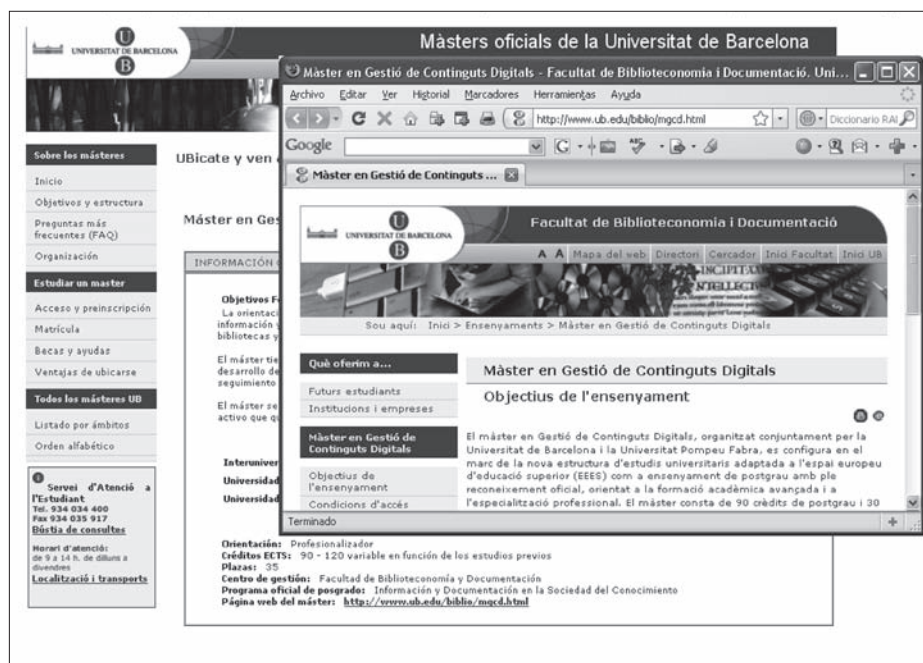 UNIVERSITAT DE BARCELONA
U
B
Màsters oficials de la Universitat de Barcelona
Sobre los másteres
Inicio
Objetivos y estructura
Preguntas más
frecuentes (FAQ)
Organización
Estudiar un master
Acceso y preinscripción
Matrícula
Becas y ayudas
Ventajas de ubicarse
Todos los másteres UB
Listado por ámbitos
Orden alfabético
Servei d'Atenció a
l'Estudiant
Tel. 934 034 400
Fax 934 035 917
Bústia de consultes
Horari d'atenció:
de 9 a 14 h. de dilluns a
divendres
Localització i transports
UBicate y ven
Máster en Ges
INFORMACIÓN
Objetivos
La orientaci
información y
bibliotecas y
El máster tie
desarrollo de
seguimiento
El máster se
activo que qu
Interuniver
Universidad
Universidad
Orientación: Profesionalizador
Créditos ECTS: 90 - 120 variable en función de los estudios previos
Plazas: 35
Centro de gestión: Facultad de Biblioteconomía y Documentación
Programa oficial de posgrado: Información y Documentación en la Sociedad del Conocimiento
Página web del máster: http://www.ub.edu/biblio/mgcd.html
Màster en Gestió de Continguts Digitals - Facultat de Biblioteconomia i Documentació. Uni...
Archivo Editar Ver Historial Marcadores Herramientas Ayuda
http://www.ub.edu/biblio/mgcd.html
Diccionario RAE
Google
Màster en Gestió de Continguts ...
UNIVERSITAT DE BARCELONA
U
B
Facultat de Biblioteconomia i Documentació
A A Mapa del web Directori Cercador Inici Facultat Inici UB
INCIPIT
INTELLEC
Sou aquí: Inici > Ensenyaments > Màster en Gestió de Continguts Digitals
Què oferim a...
Futurs estudiants
Institucions i empreses
Màster en Gestió de
Continguts Digitals
Objectius de
l'ensenyament
Condicions d'accés
Màster en Gestió de Continguts Digitals
Objectius de l'ensenyament
El màster en Gestió de Continguts Digitals, organitzat conjuntament per la
Universitat de Barcelona i la Universitat Pompeu Fabra, es configura en el
marc de la nova estructura d'estudis universitaris adaptada a l'espai europeu
d'educació superior (EEES) com a ensenyament de postgrau amb ple
reconeixement oficial, orientat a la formació acadèmica avançada i a
l'especialització professional. El màster consta de 90 crèdits de postgrau i 30
Terminado